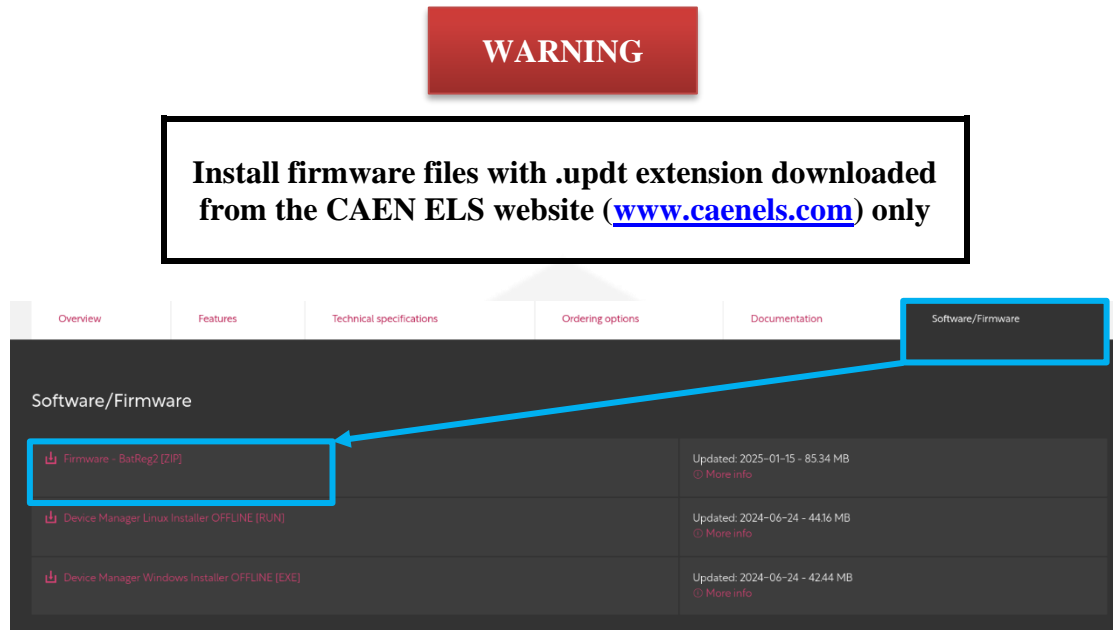 WARNING
Install firmware files with .updt extension downloaded
from the CAEN ELS website (www.caenels.com) only
Overview
Features
Technical specifications
Ordering options
Documentation
Software/Firmware
Software/Firmware
Firmware - BatReg2 [ZIP]
Updated: 2025-01-15 - 85.34 MB
More info
Device Manager Linux Installer OFFLINE [RUN]
Updated: 2024-06-24 - 44.16 MB
More info
Device Manager Windows Installer OFFLINE [EXE]
Updated: 2024-06-24 - 42.44 MB
More info